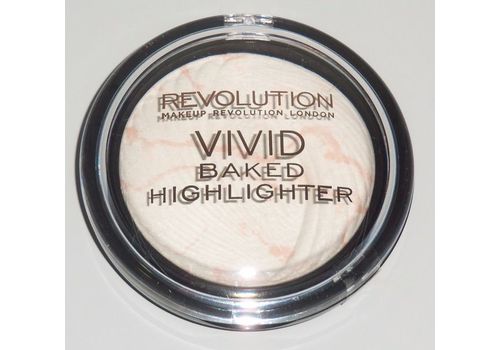 REVOLUTION
MAKEUP REVOLUTION LONDON
VIVID
BAKED
HIGHLIGHTER